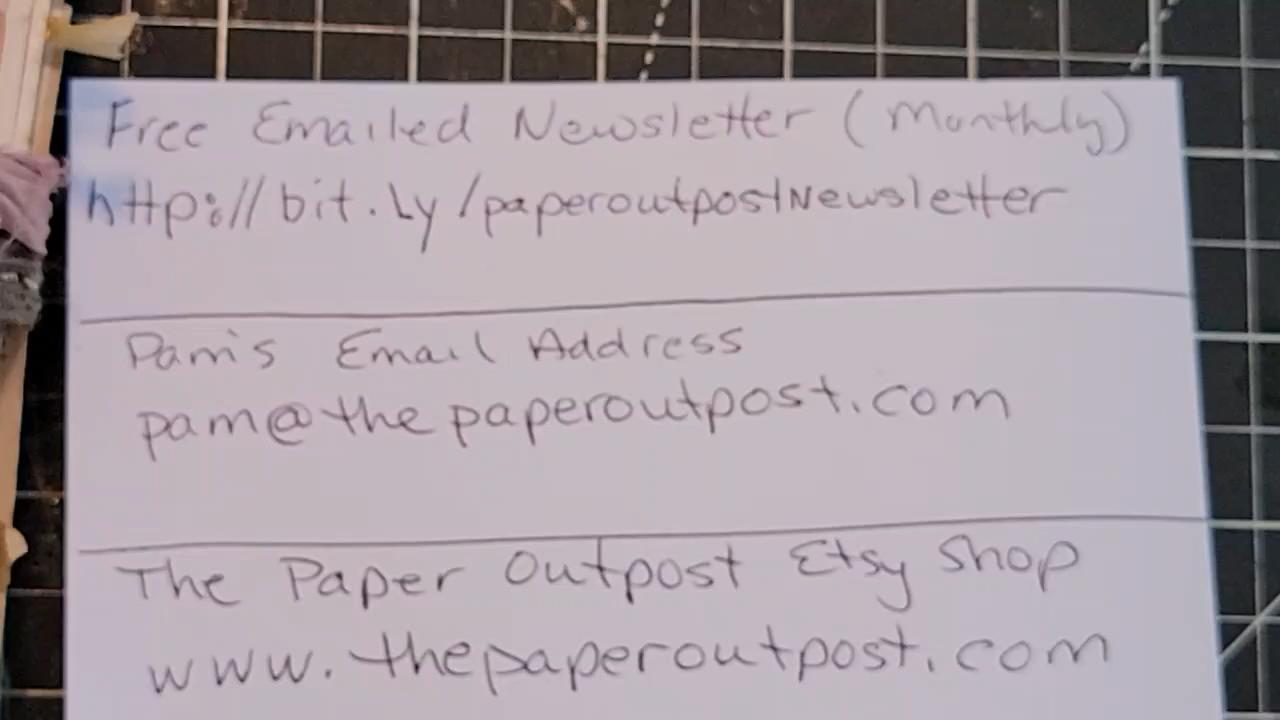 Free Emailed Newsletter (Monthly)
http://bit.ly/paperoutpostNewsletter
Pam's Email Address
pam@thepaperoutpost.com
The Paper Outpost Etsy Shop
www.thepaperoutpost.com